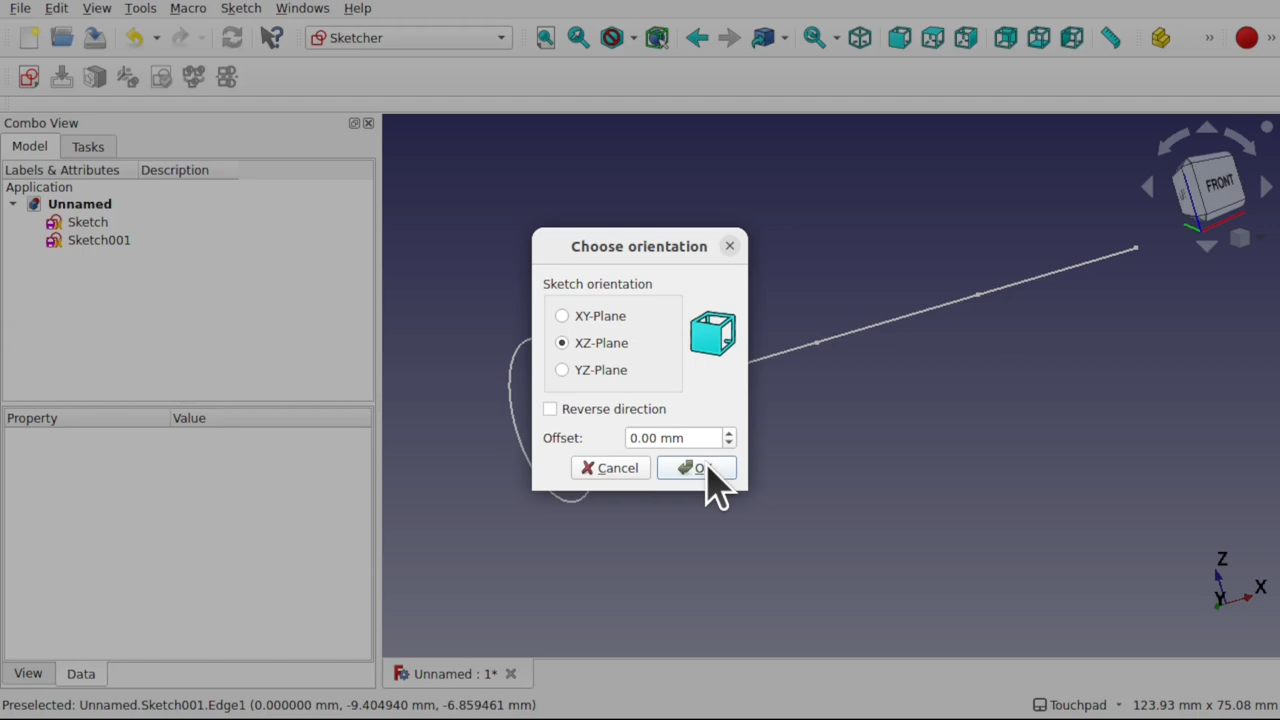 File Edit View Tools Macro Sketch Windows Help
Sketcher
Combo View
Model Tasks
Labels & Attributes Description
Application
Unnamed
Sketch
Sketch001
Property Value
View Data
FRONT
Choose orientation
Sketch orientation
XY-Plane
XZ-Plane
YZ-Plane
Reverse direction
Offset: 0.00 mm
Cancel
Z
X
Y
Unnamed : 1*
Preselected: Unnamed.Sketch001.Edge1 (0.000000 mm, -9.404940 mm, -6.859461 mm)
Touchpad 123.93 mm x 75.08 mm